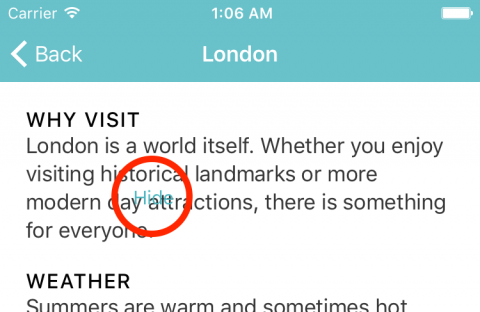 Carrier 1:06 AM
Back London
WHY VISIT
London is a world itself. Whether you enjoy
visiting historical landmarks or more
Hide
modern day attractions, there is something
for everyone.
WEATHER
Summers are warm and sometimes hot